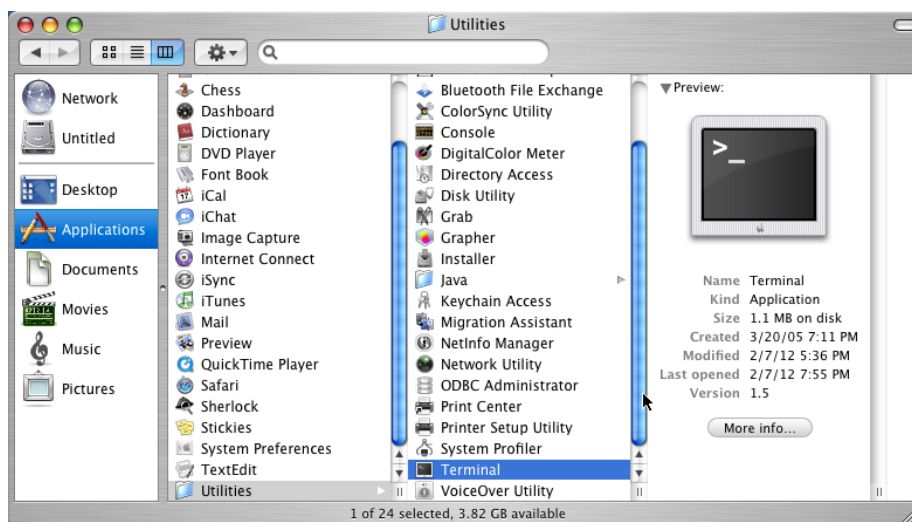 Utilities
Network
Untitled
Desktop
Applications
Documents
Movies
Music
Pictures
Chess
Dashboard
Dictionary
DVD Player
Font Book
iCal
iChat
Image Capture
Internet Connect
iSync
iTunes
Mail
Preview
QuickTime Player
Safari
Sherlock
Stickies
System Preferences
TextEdit
Utilities
Bluetooth File Exchange
ColorSync Utility
Console
DigitalColor Meter
Directory Access
Disk Utility
Grab
Grapher
Installer
Java
Keychain Access
Migration Assistant
NetInfo Manager
Network Utility
ODBC Administrator
Print Center
Printer Setup Utility
System Profiler
Terminal
VoiceOver Utility
Preview:
>_
Name Terminal
Kind Application
Size 1.1 MB on disk
Created 3/20/05 7:11 PM
Modified 2/7/12 5:36 PM
Last opened 2/7/12 7:55 PM
Version 1.5
More info...
1 of 24 selected, 3.82 GB available